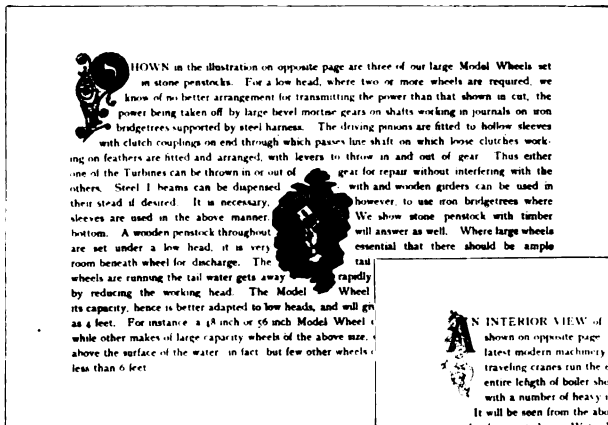 SHOWN in the illustration on opposite page are three of our large Model Wheels set
in stone penstocks. For a low head, where two or more wheels are required, we
know of no better arrangement for transmitting the power than that shown in cut, the
power being taken off by large bevel mortise gears on shafts working in journals on iron
bridgetrees supported by steel harness. The driving pinions are fitted to hollow sleeves
with clutch couplings on end through which passes line shaft on which loose clutches work-
ing on feathers are fitted and arranged, with levers to throw in and out of gear Thus either
one of the Turbines can be thrown in or out of gear for repair without interfering with the
others. Steel I beams can be dispensed with and wooden girders can be used in
their stead if desired. It is necessary, however, to use iron bridgetrees where
sleeves are used in the above manner. We show stone penstock with timber
bottom. A wooden penstock throughout will answer as well. Where large wheels
are set under a low head, it is very essential that there should be ample
room beneath wheel for discharge. The tail
wheels are running the tail water gets away rapidly
by reducing the working head. The Model Wheel
its capacity, hence is better adapted to low heads, and will
as 4 feet. For instance a 48 inch or 56 inch Model Wheel
while other makes of large capacity wheels of the above size,
above the surface of the water in fact but few other wheels
less than 6 feet
AN INTERIOR VIEW of
shown on opposite page
latest modern machinery
traveling cranes run the
entire length of boiler
with a number of heavy
It will be seen from the